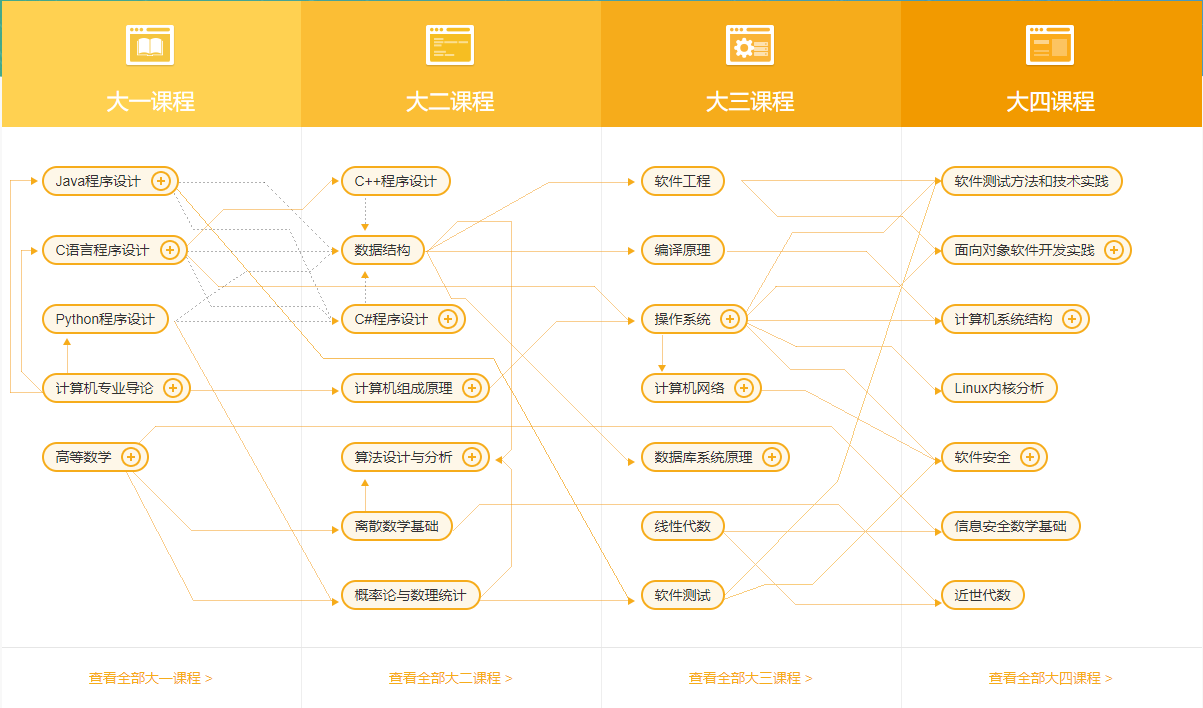 大一课程
大二课程
大三课程
大四课程
Java程序设计
C++程序设计
软件工程
软件测试方法和技术实践
C语言程序设计
数据结构
编译原理
面向对象软件开发实践
Python程序设计
C#程序设计
操作系统
计算机系统结构
计算机专业导论
计算机组成原理
计算机网络
Linux内核分析
高等数学
算法设计与分析
数据库系统原理
软件安全
离散数学基础
线性代数
信息安全数学基础
概率论与数理统计
软件测试
近世代数
查看全部大一课程 >
查看全部大二课程 >
查看全部大三课程 >
查看全部大四课程 >